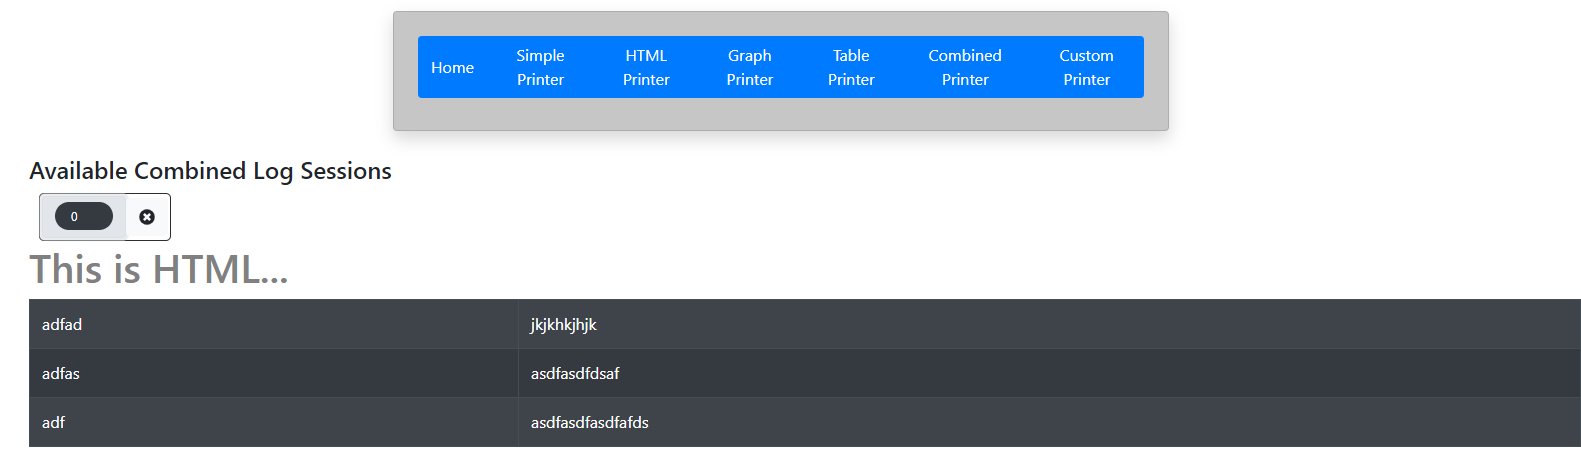 Home
Simple Printer
HTML Printer
Graph Printer
Table Printer
Combined Printer
Custom Printer
Available Combined Log Sessions
0
This is HTML...
adfad jkjkhkjhjk
adfas asdfasdfdsaf
adf asdfasdfasdfafds